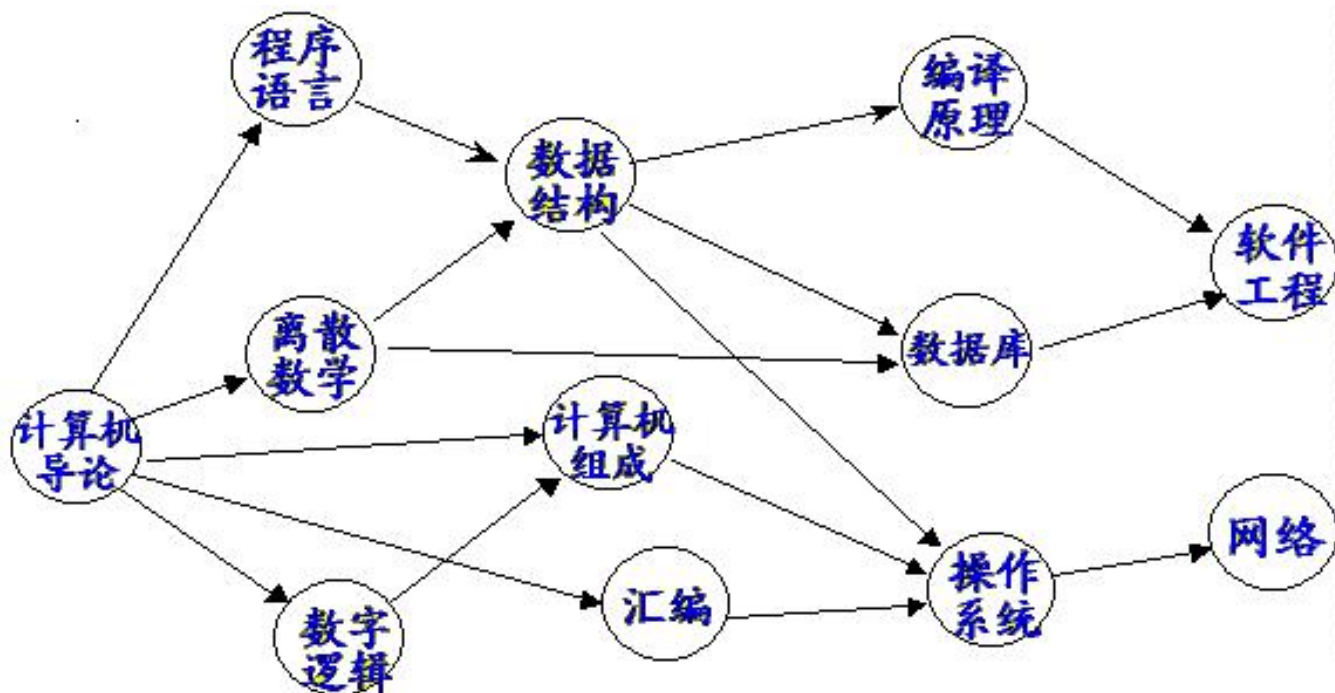 程序
语言
编译
原理
数据
结构
软件
工程
离散
数学
数据库
计算机
导论
计算机
组成
网络
操作
系统
汇编
数字
逻辑